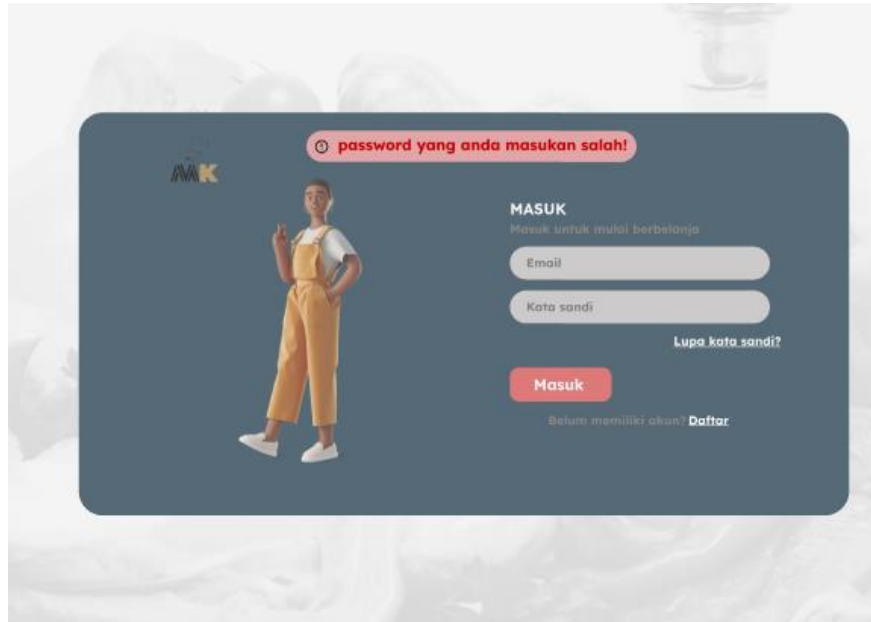 password yang anda masukan salah!
MK
MASUK
Masuk untuk mulai berbelanja
Email
Kata sandi
Lupa kata sandi?
Masuk
Belum memiliki akun? Daftar